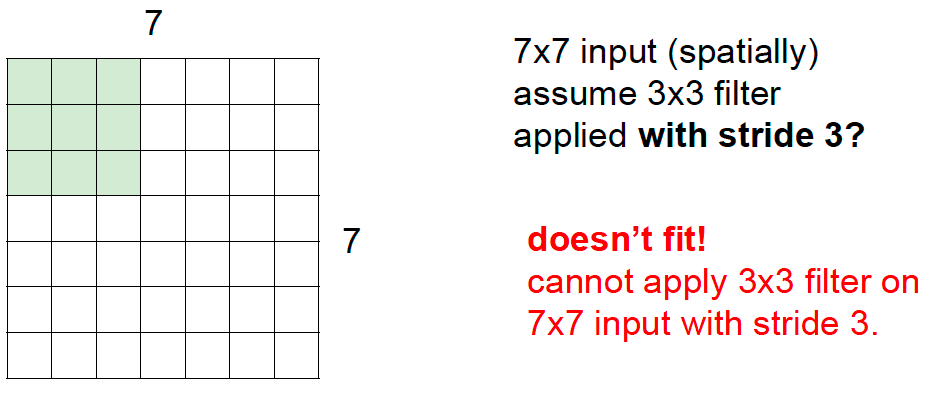 7
7x7 input (spatially)
assume 3x3 filter
applied with stride 3?
7
doesn’t fit!
cannot apply 3x3 filter on
7x7 input with stride 3.